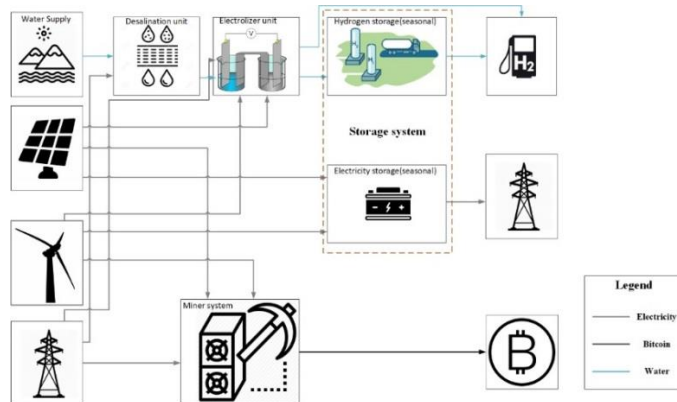 Water Supply
Desalination unit
Electrolizer unit
Hydrogen storage(seasonal)
V
H2
Storage system
Electricity storage(seasonal)
Miner system
Legend
Electricity
Bitcoin
Water